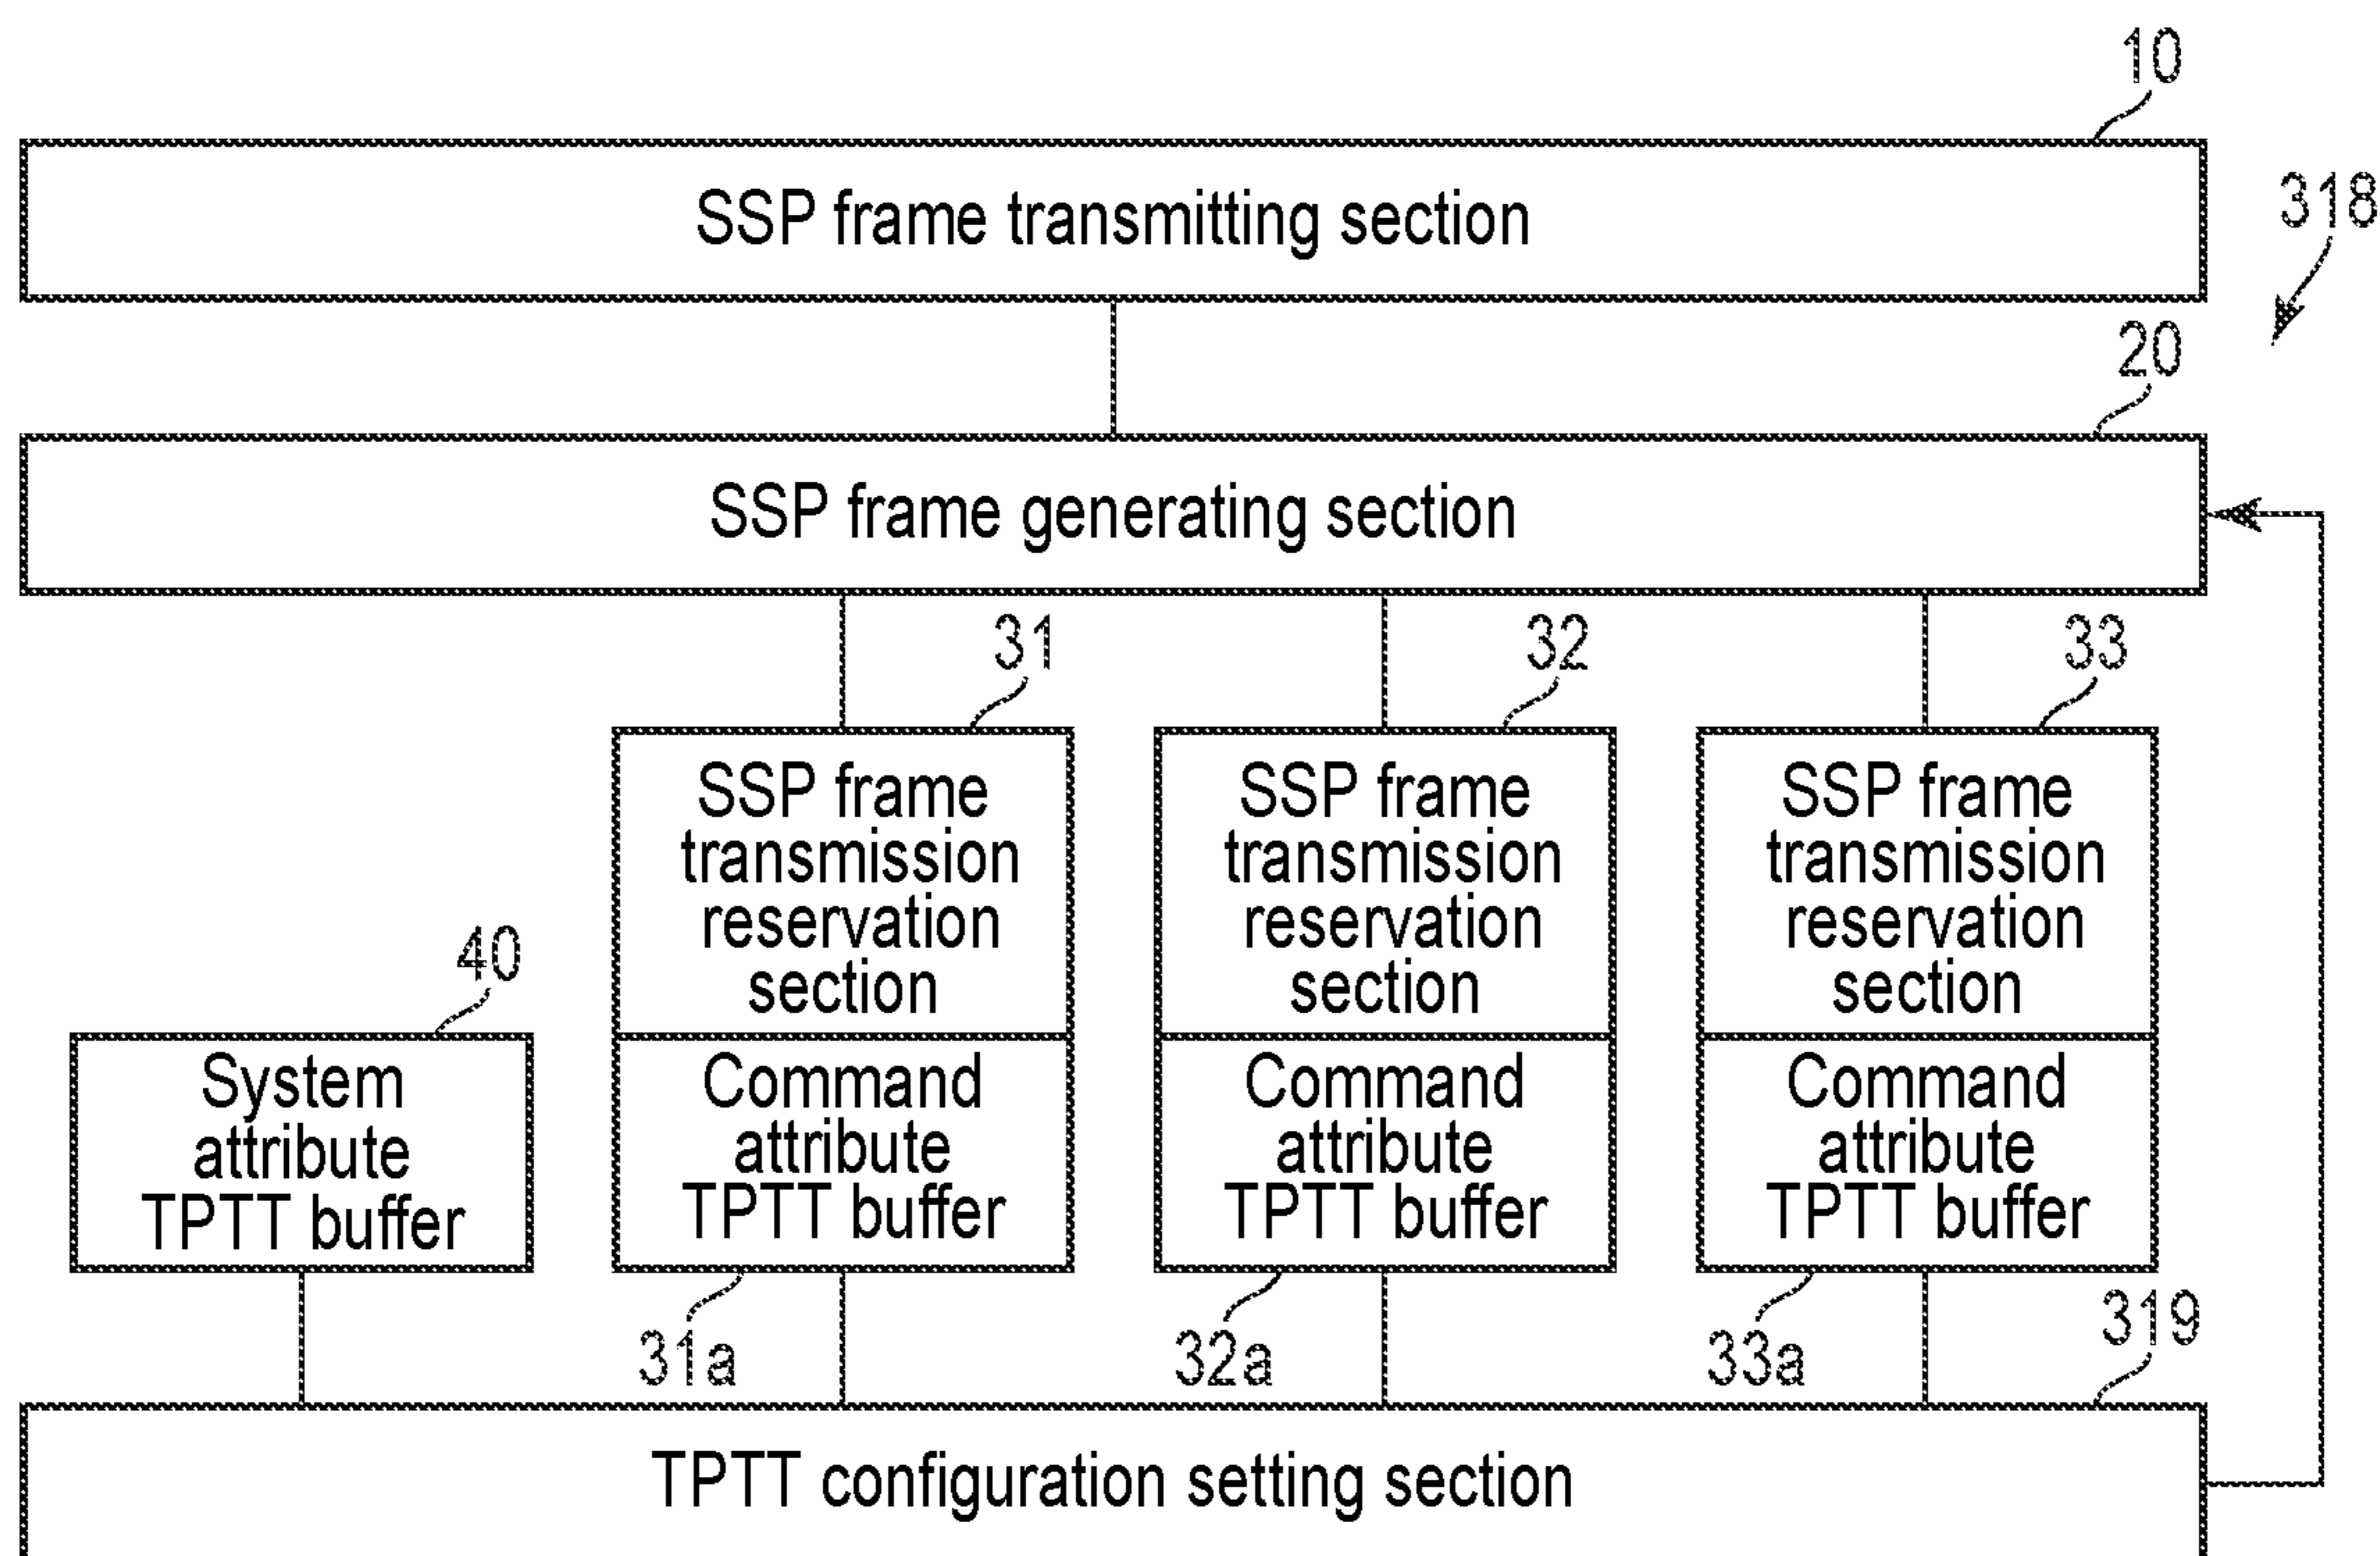 10
SSP frame transmitting section
318
20
SSP frame generating section
31
32
33
SSP frame
transmission
reservation
section
SSP frame
transmission
reservation
section
SSP frame
transmission
reservation
section
40
System
attribute
TPTT buffer
Command
attribute
TPTT buffer
Command
attribute
TPTT buffer
Command
attribute
TPTT buffer
31a
32a
33a
319
TPTT configuration setting section